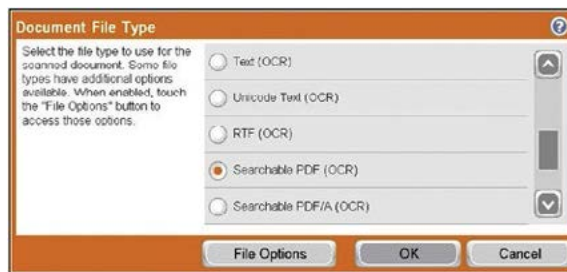 Document File Type
Select the file type to use for the
scanned document. Some file
types have additional options
available. When enabled, touch
the "File Options" button to
access those options.
Text (OCR)
Unicode Text (OCR)
RTF (OCR)
Searchable PDF (OCR)
Searchable PDF/A (OCR)
File Options
OK
Cancel